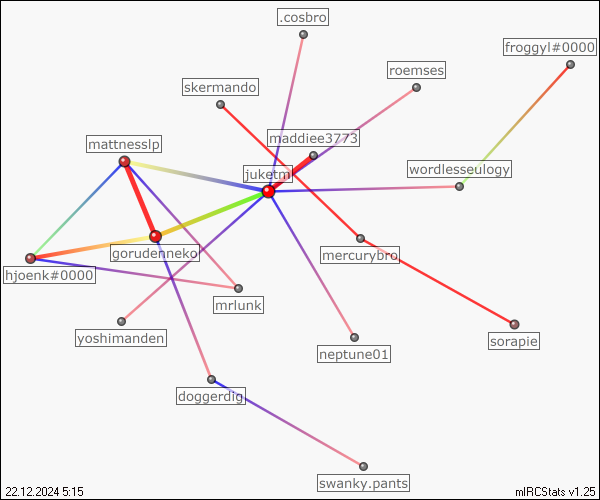 .cosbro
froggyl#0000
roemses
skermando
maddiee3773
mattnesslp
juketm
wordlesseulogy
gorudenneko
mercurybro
hjoenk#0000
mrlunk
yoshimanden
sorapie
neptune01
doggerdig
swanky.pants
22.12.2024 5:15
mIRCStats v1.25